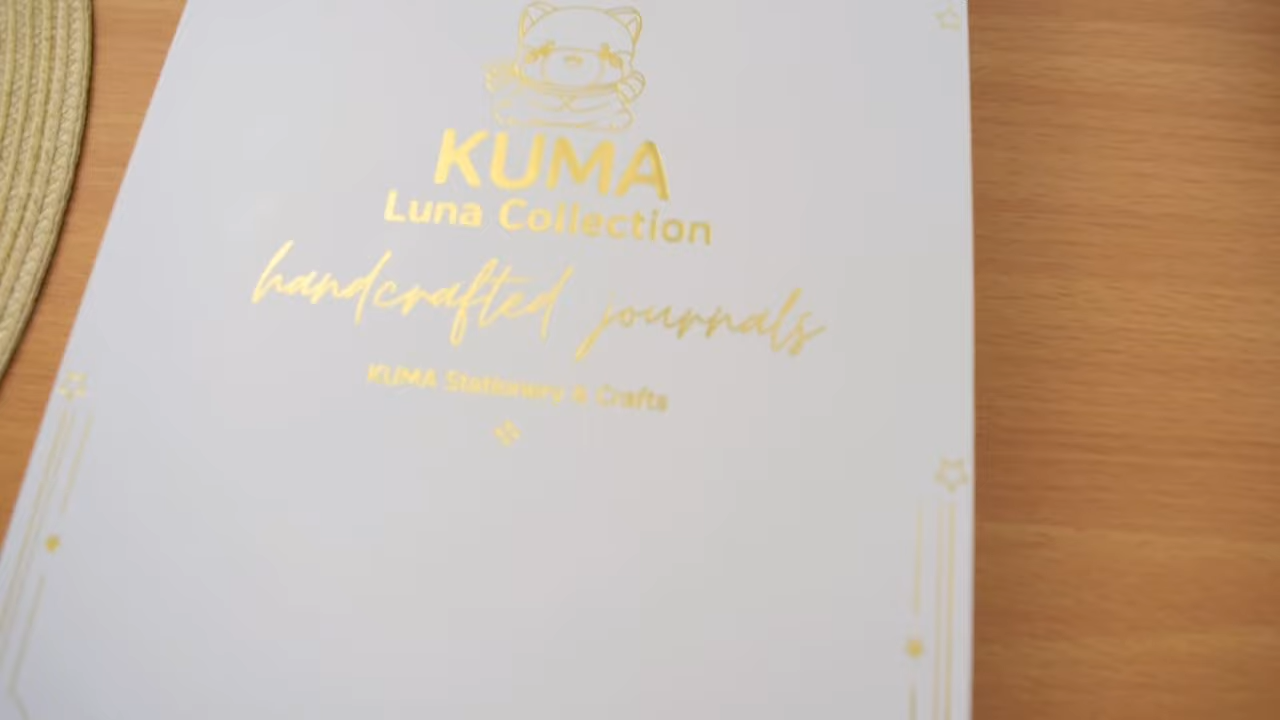 KUMA
Luna Collection
handcrafted journals
KUMA Stationery & Crafts